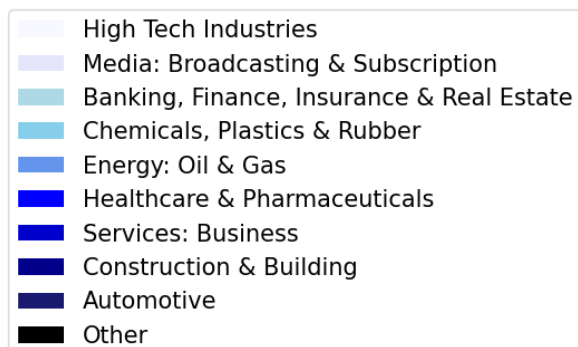 High Tech Industries
Media: Broadcasting & Subscription
Banking, Finance, Insurance & Real Estate
Chemicals, Plastics & Rubber
Energy: Oil & Gas
Healthcare & Pharmaceuticals
Services: Business
Construction & Building
Automotive
Other